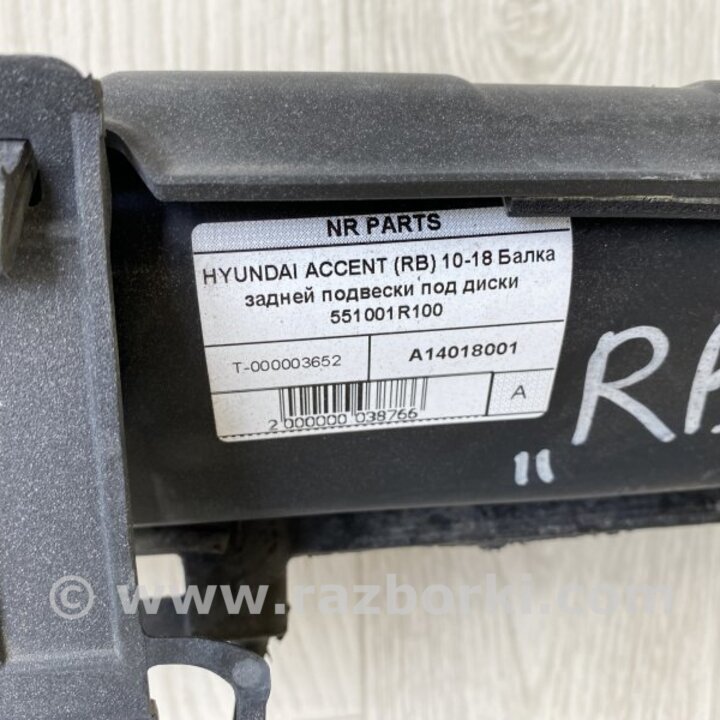 NR PARTS
HYUNDAI ACCENT (RB) 10-18 Балка
задней подвески под диски
551001R100
T-000003652 A14018001
A
2 000000 038766
"
© www.razborki.com